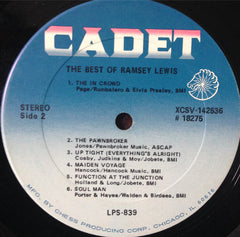 CADET
THE BEST OF RAMSEY LEWIS
1. THE IN CROWD
Page/Rumbalero & Elvis Presley, BMI
STEREO
Side 2
XCSV-142536
# 18275
2. THE PAWNBROKER
Jones/Pawnbroker Music, ASCAP
3. UP TIGHT (EVERYTHING'S ALRIGHT)
Cosby, Judkins & Moy/Jobete, BMI
4. MAIDEN VOYAGE
Hancock/Hancock Music, BMI
5. FUNCTION AT THE JUNCTION
Holland & Long/Jobete, BMI
6. SOUL MAN
Porter & Hayes/Walden & Birdees, BMI
LPS-839
MFG. BY CHESS PRODUCING CORP., CHICAGO, IL 60616